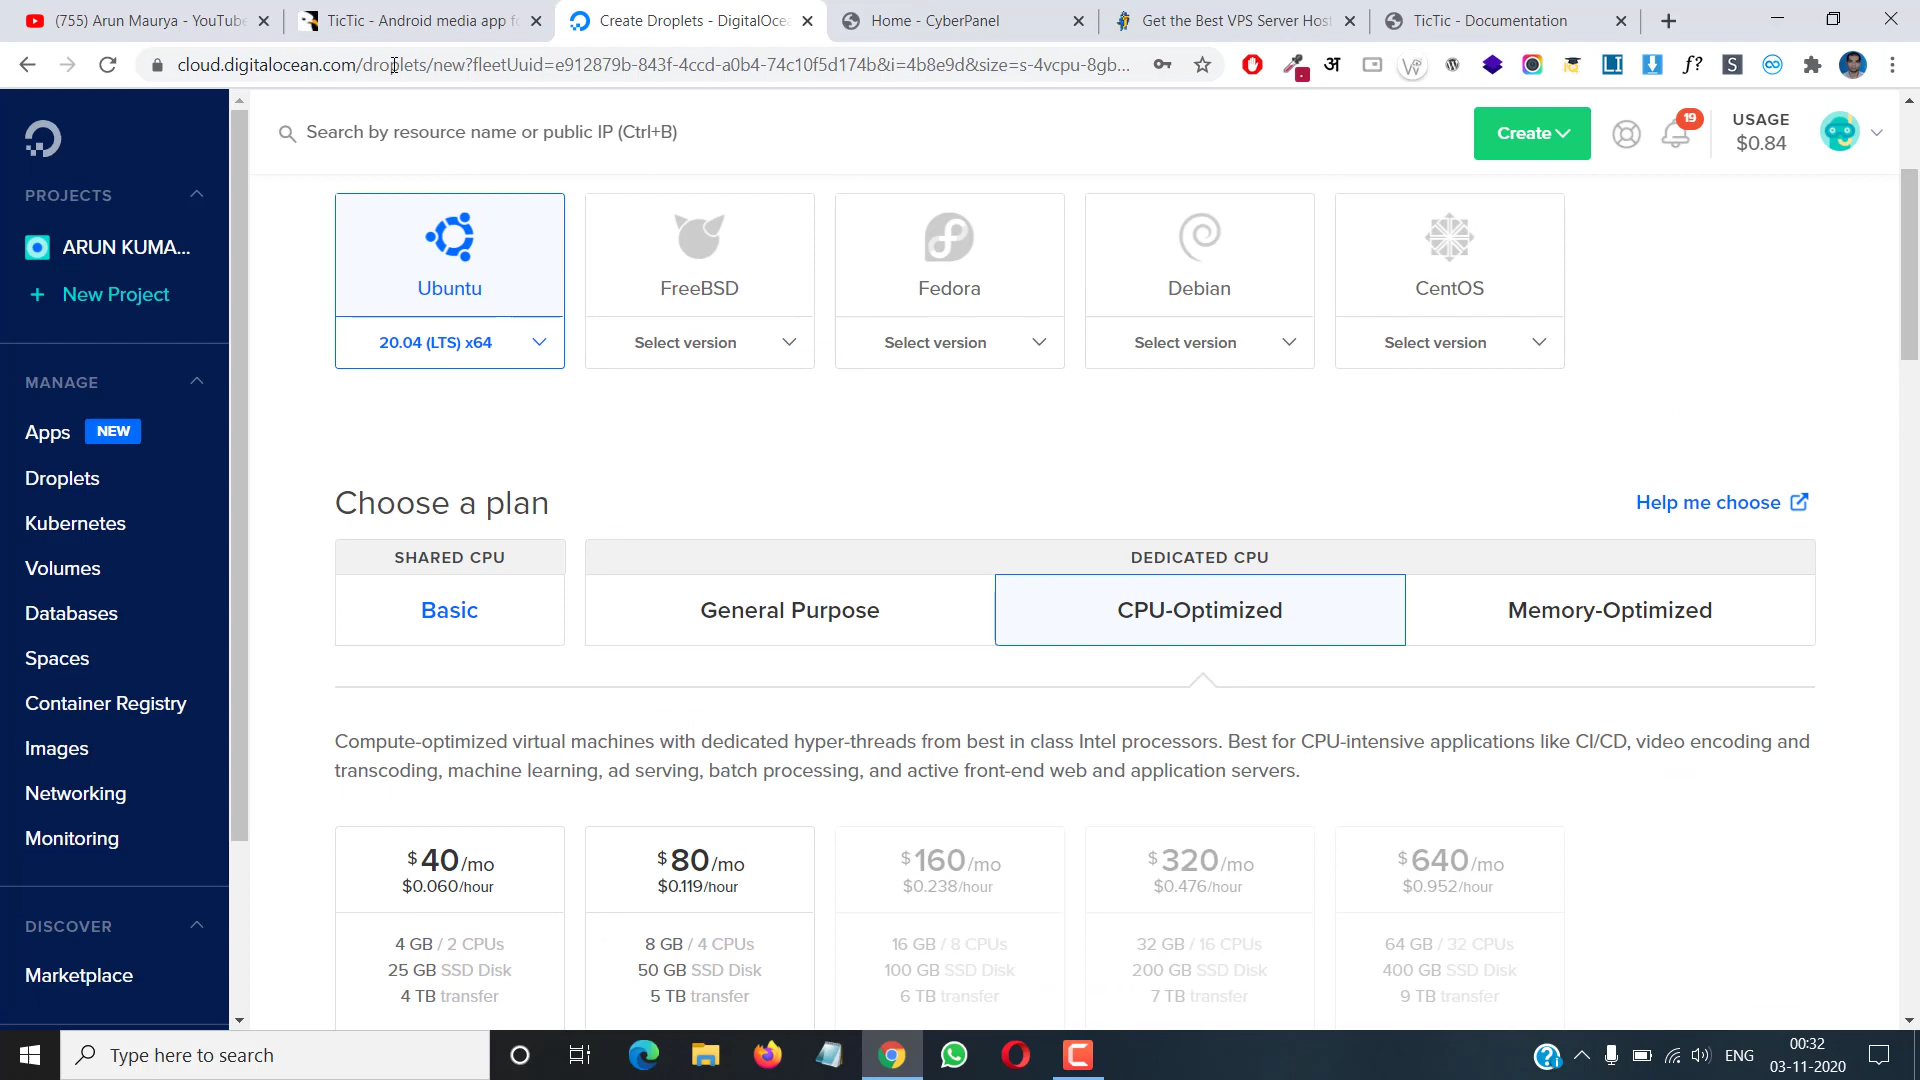 (755) Arun Maurya - YouTube
TicTic - Android media app fo
Create Droplets - DigitalOcea
Home - CyberPanel
Get the Best VPS Server Host
TicTic - Documentation
cloud.digitalocean.com/droplets/new?fleetUuid=e912879b-843f-4ccd-a0b4-74c10f5d174b&i=4b8e9d&size=s-4vcpu-8gb...
Search by resource name or public IP (Ctrl+B)
Create
19
USAGE
$0.84
PROJECTS
ARUN KUMA...
+ New Project
MANAGE
Apps NEW
Droplets
Kubernetes
Volumes
Databases
Spaces
Container Registry
Images
Networking
Monitoring
DISCOVER
Marketplace
Ubuntu
20.04 (LTS) x64
FreeBSD
Select version
Fedora
Select version
Debian
Select version
CentOS
Select version
Choose a plan
Help me choose
SHARED CPU
DEDICATED CPU
Basic
General Purpose
CPU-Optimized
Memory-Optimized
Compute-optimized virtual machines with dedicated hyper-threads from best in class Intel processors. Best for CPU-intensive applications like CI/CD, video encoding and
transcoding, machine learning, ad serving, batch processing, and active front-end web and application servers.
$40/mo
$0.060/hour
4 GB / 2 CPUs
25 GB SSD Disk
4 TB transfer
$80/mo
$0.119/hour
8 GB / 4 CPUs
50 GB SSD Disk
5 TB transfer
$160/mo
$0.238/hour
16 GB / 8 CPUs
100 GB SSD Disk
6 TB transfer
$320/mo
$0.476/hour
32 GB / 16 CPUs
200 GB SSD Disk
7 TB transfer
$640/mo
$0.952/hour
64 GB / 32 CPUs
400 GB SSD Disk
9 TB transfer
Type here to search
ENG
00:32
03-11-2020